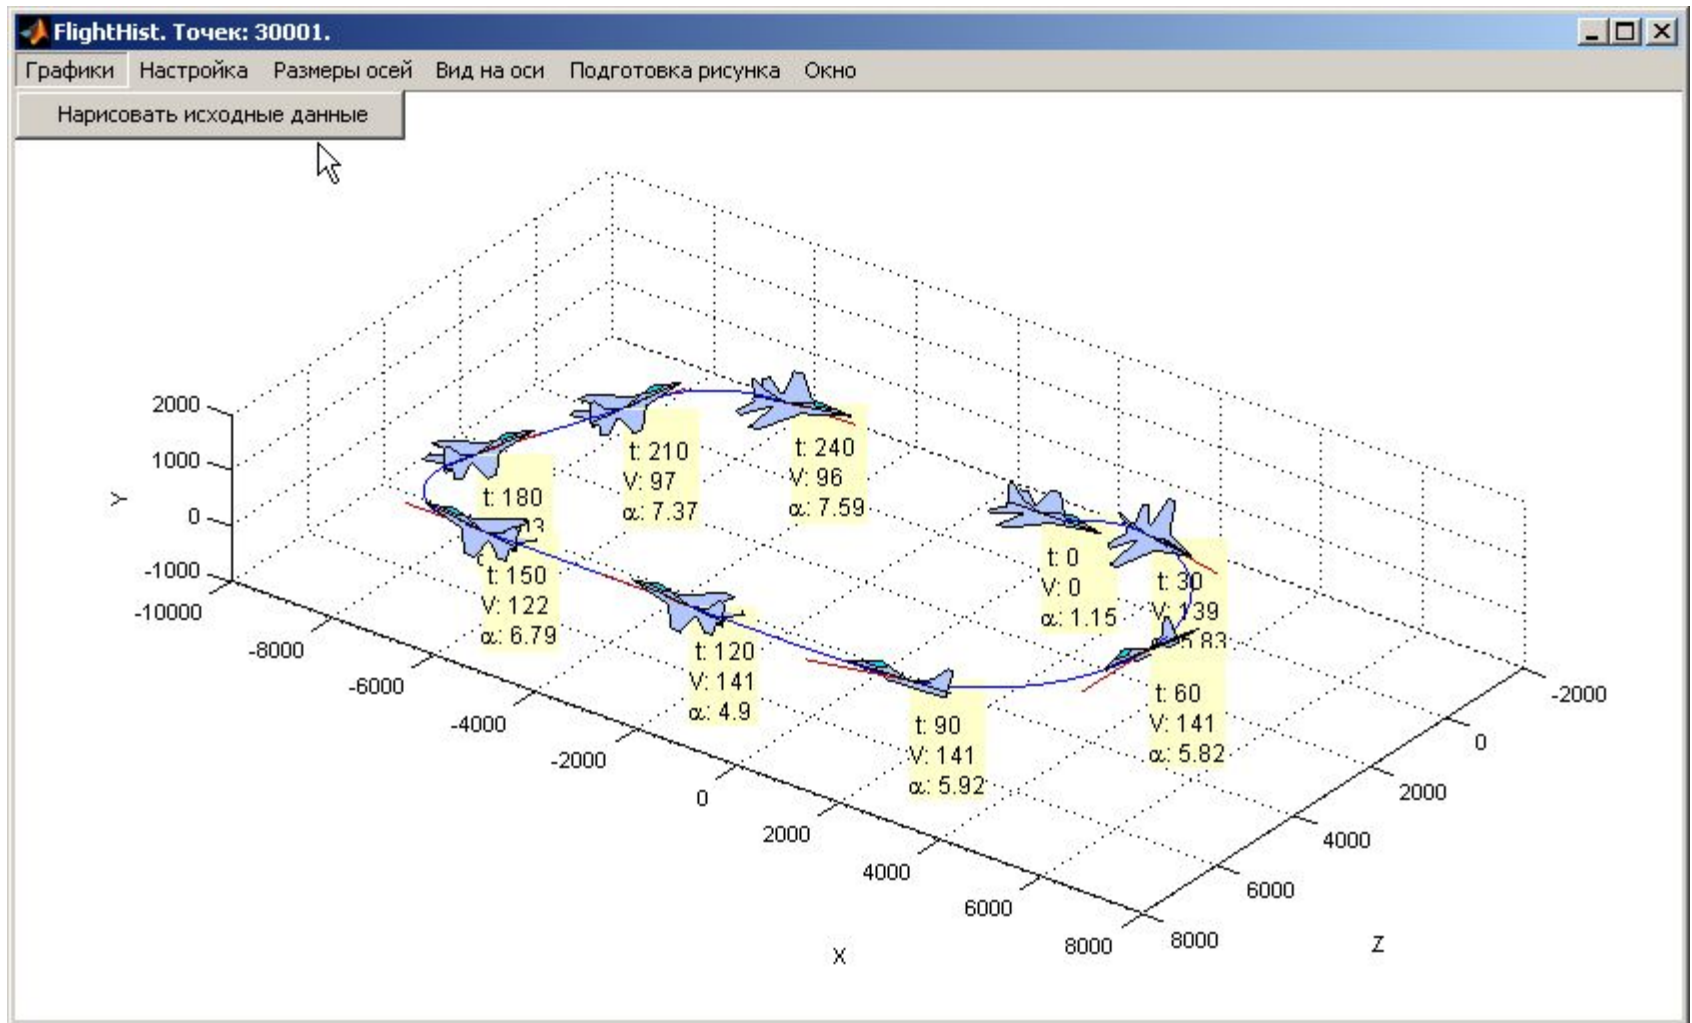 FlightHist. Точек: 30001.
Графики Настройка Размеры осей Вид на оси Подготовка рисунка Окно
Нарисовать исходные данные
2000
1000
0
-1000
Y
-10000
-8000
-6000
-4000
-2000
0
2000
4000
6000
8000
X
8000
6000
4000
2000
0
-2000
Z
t: 210
V: 97
α: 7.37
t: 240
V: 96
α: 7.59
t: 180
t: 150
V: 122
α: 6.79
t: 120
V: 141
α: 4.9
t: 90
V: 141
α: 5.92
t: 0
V: 0
α: 1.15
t: 30
V: 139
5.83
t: 60
V: 141
α: 5.82